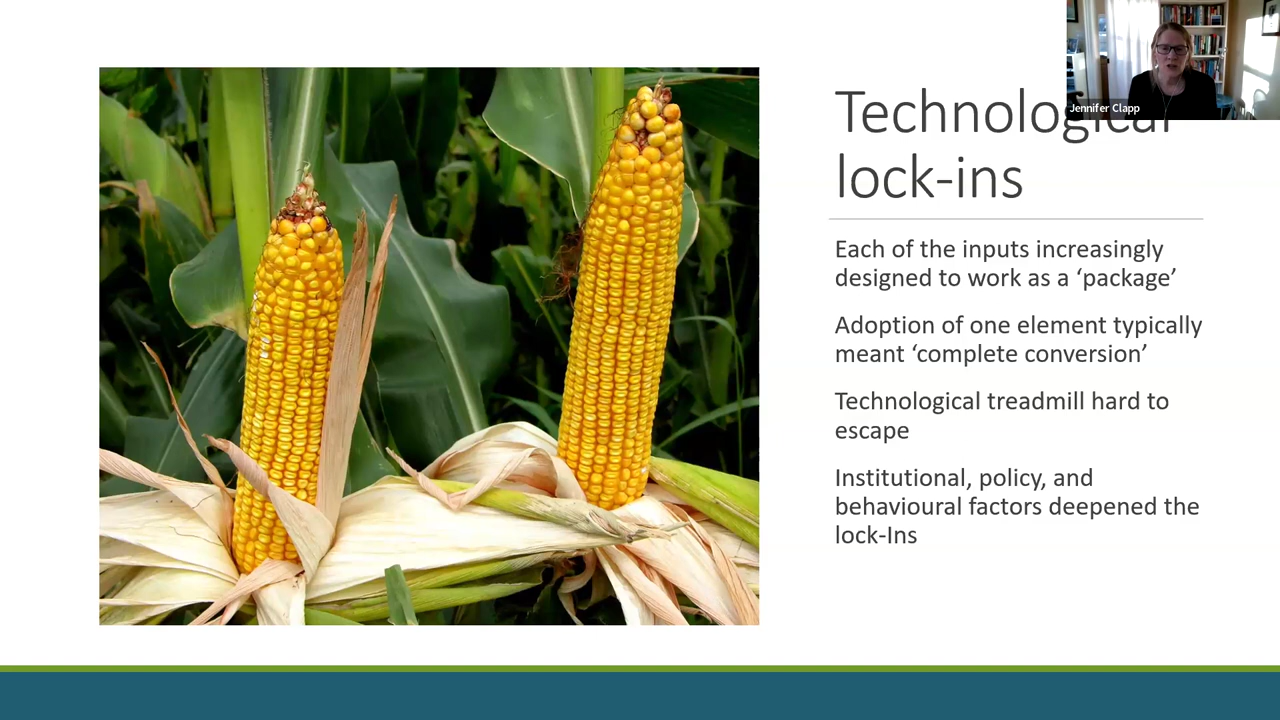 Jennifer Clapp
Technological
lock-ins
Each of the inputs increasingly
designed to work as a ‘package’
Adoption of one element typically
meant ‘complete conversion’
Technological treadmill hard to
escape
Institutional, policy, and
behavioural factors deepened the
lock-Ins